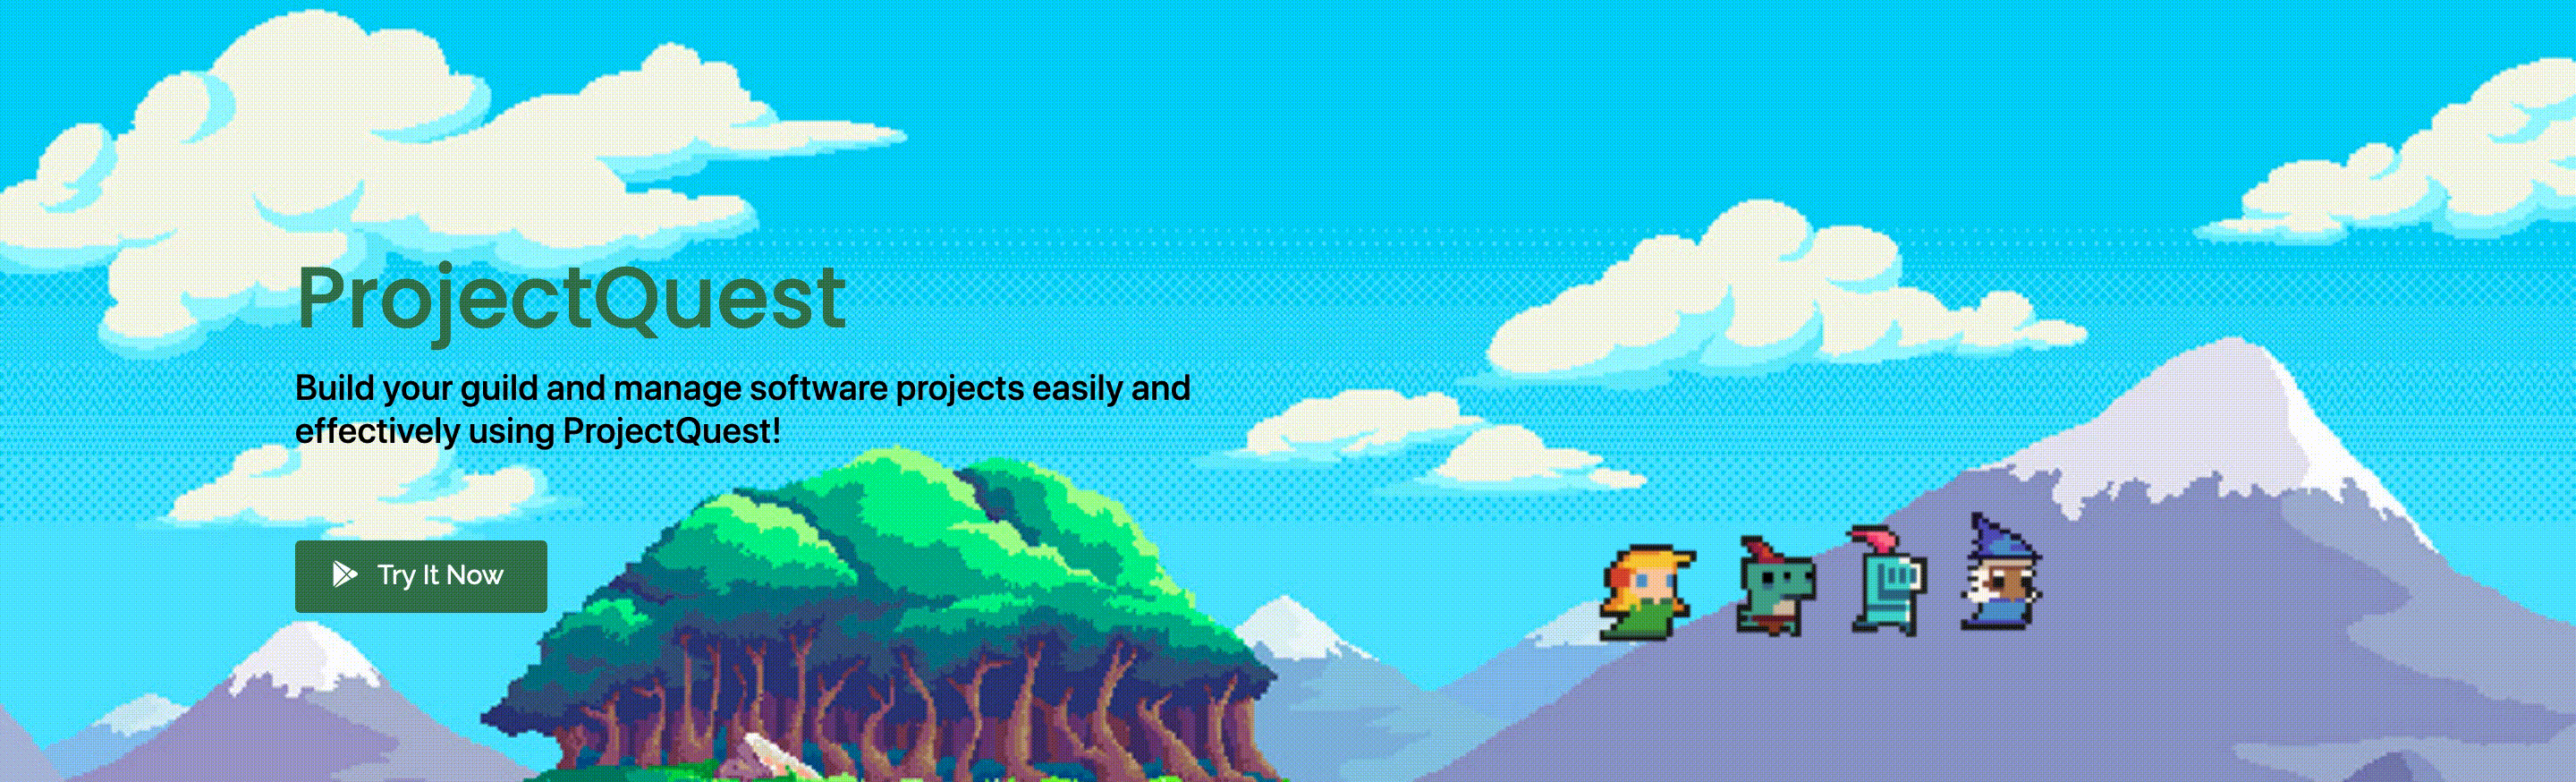 ProjectQuest
Build your guild and manage software projects easily and
effectively using ProjectQuest!
Try It Now